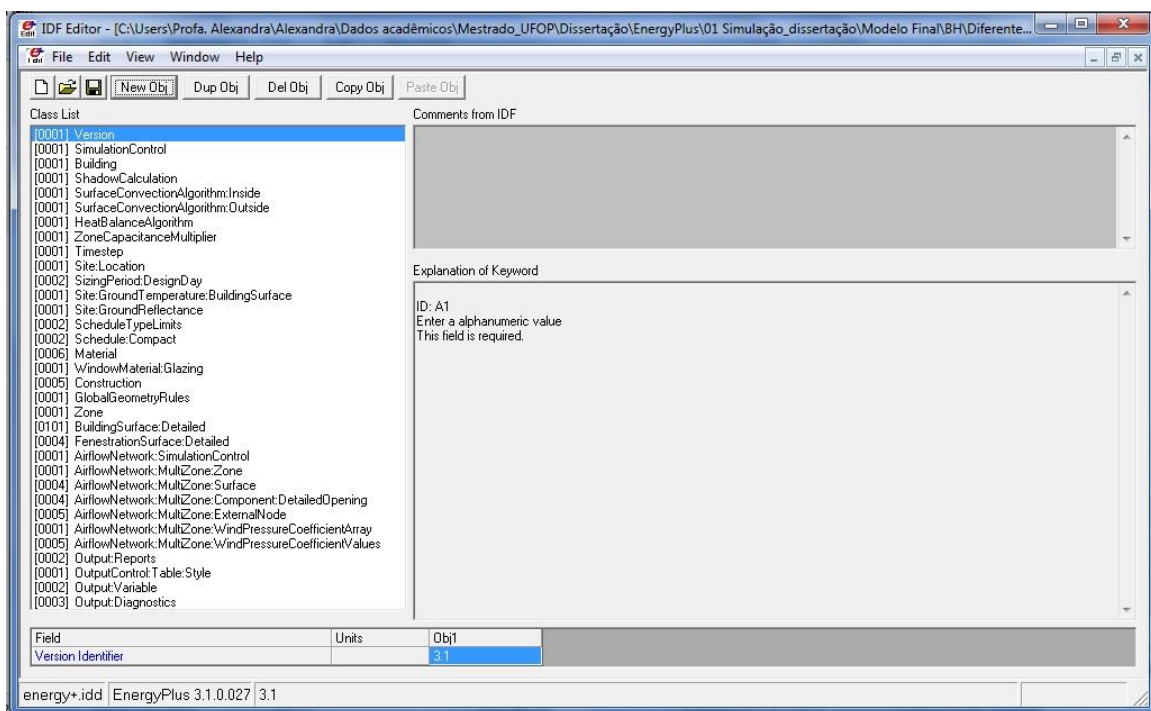 IDF Editor - [C:\Users\Profa. Alexandra\Alexandra\Dados acadêmicos\Mestrado_UFOP\Dissertação\EnergyPlus\01 Simulação_dissertação\Modelo Final\BH\Diferente...
File Edit View Window Help
New Obj Dup Obj Del Obj Copy Obj Paste Obj
Class List
[0001] Version
[0001] SimulationControl
[0001] Building
[0001] ShadowCalculation
[0001] SurfaceConvectionAlgorithm:Inside
[0001] SurfaceConvectionAlgorithm:Outside
[0001] HeatBalanceAlgorithm
[0001] ZoneCapacitanceMultiplier
[0001] Timestep
[0001] Site:Location
[0002] SizingPeriod:DesignDay
[0001] Site:GroundTemperature:BuildingSurface
[0001] Site:GroundReflectance
[0002] ScheduleTypeLimits
[0002] Schedule:Compact
[0006] Material
[0001] WindowMaterial:Glazing
[0005] Construction
[0001] GlobalGeometryRules
[0001] Zone
[0101] BuildingSurface:Detailed
[0004] FenestrationSurface:Detailed
[0001] AirflowNetwork:SimulationControl
[0001] AirflowNetwork:MultiZone:Zone
[0004] AirflowNetwork:MultiZone:Surface
[0004] AirflowNetwork:MultiZone:Component:DetailedOpening
[0005] AirflowNetwork:MultiZone:ExternalNode
[0001] AirflowNetwork:MultiZone:WindPressureCoefficientArray
[0005] AirflowNetwork:MultiZone:WindPressureCoefficientValues
[0002] Output:Reports
[0001] OutputControl:Table:Style
[0002] Output:Variable
[0003] Output:Diagnostics
Comments from IDF
Explanation of Keyword
ID: A1
Enter a alphanumeric value
This field is required.
Field Units Obj1
Version Identifier 3.1
energy+.idd EnergyPlus 3.1.0.027 3.1